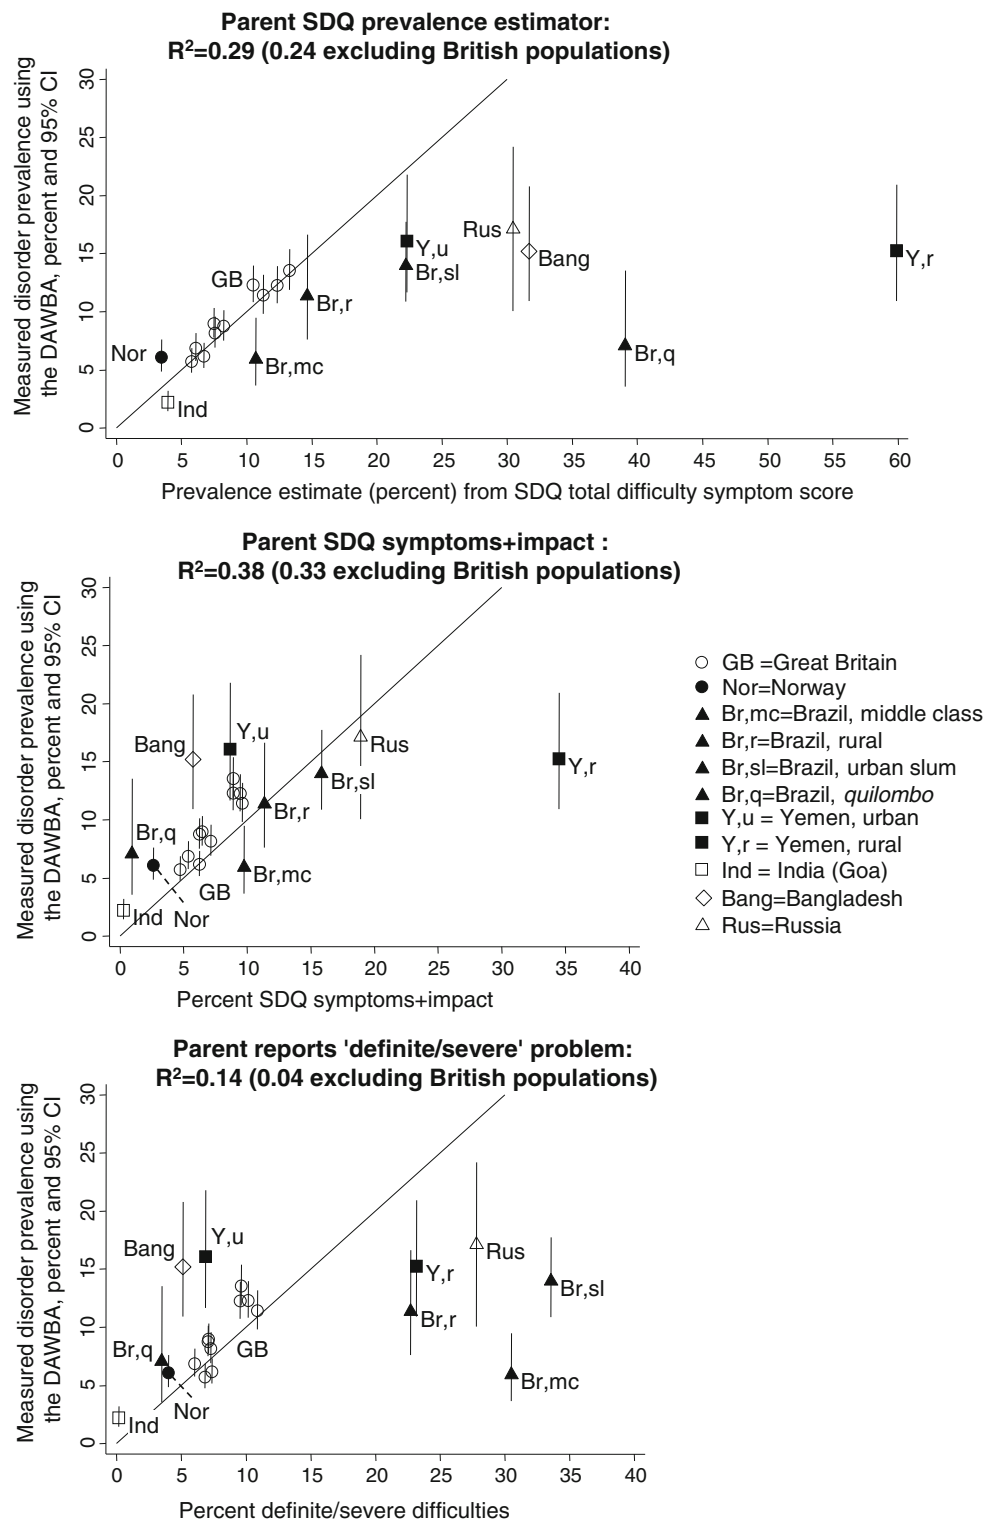 Parent SDQ prevalence estimator:
R²=0.29 (0.24 excluding British populations)
Measured disorder prevalence using
the DAWBA, percent and 95% CI
30
25
20
15
10
5
0
GB
Nor
Ind
Br,mc
Br,r
Y,u
Br,sl
Rus
Bang
Br,q
Y,r
0 5 10 15 20 25 30 35 40 45 50 55 60
Prevalence estimate (percent) from SDQ total difficulty symptom score
Parent SDQ symptoms+impact :
R²=0.38 (0.33 excluding British populations)
Measured disorder prevalence using
the DAWBA, percent and 95% CI
30
25
20
15
10
5
0
Bang
Y,u
Rus
Br,sl
Y,r
Br,r
Br,q
Br,mc
GB
Ind
Nor
0 5 10 15 20 25 30 35 40
Percent SDQ symptoms+impact
GB =Great Britain
Nor=Norway
Br,mc=Brazil, middle class
Br,r=Brazil, rural
Br,sl=Brazil, urban slum
Br,q=Brazil, quilombo
Y,u = Yemen, urban
Y,r = Yemen, rural
Ind = India (Goa)
Bang=Bangladesh
Rus=Russia
Parent reports 'definite/severe' problem:
R²=0.14 (0.04 excluding British populations)
Measured disorder prevalence using
the DAWBA, percent and 95% CI
30
25
20
15
10
5
0
Bang
Y,u
Rus
Y,r
Br,sl
Br,r
Br,q
GB
Br,mc
Nor
Ind
0 5 10 15 20 25 30 35 40
Percent definite/severe difficulties